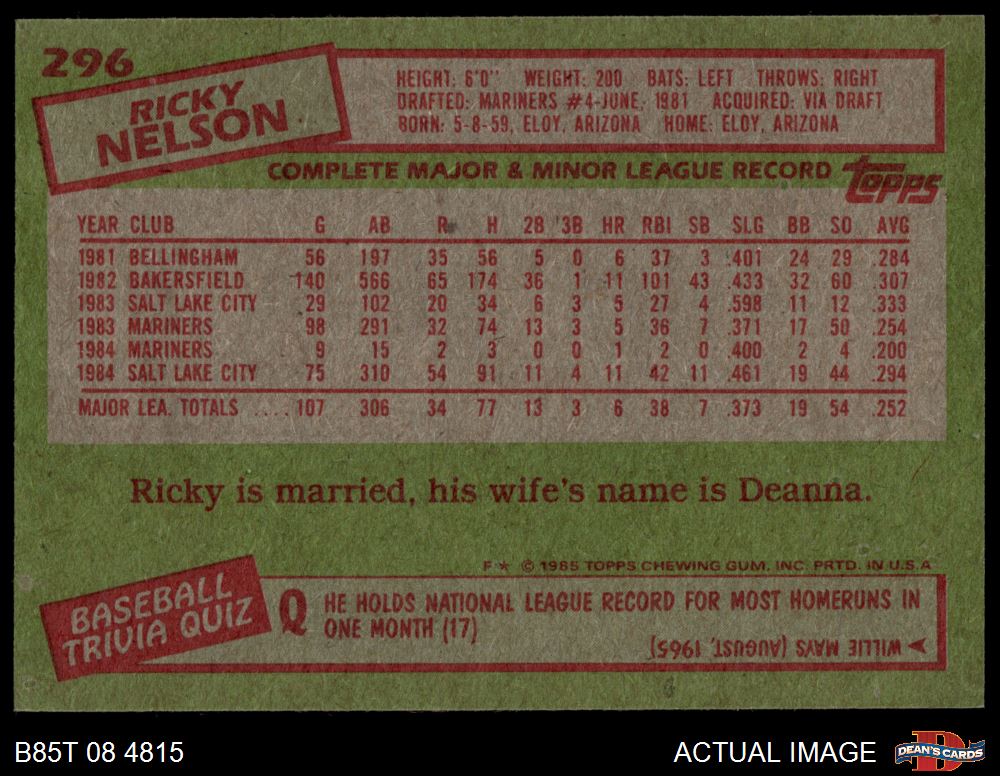 296
RICKY
NELSON
HEIGHT: 6'0" WEIGHT: 200 BATS: LEFT THROWS: RIGHT
DRAFTED: MARINERS #4-JUNE, 1981 ACQUIRED: VIA DRAFT
BORN: 5-8-59, ELOY, ARIZONA HOME: ELOY, ARIZONA
COMPLETE MAJOR & MINOR LEAGUE RECORD topps
YEAR CLUB G AB R H 2B 3B HR RBI SB SLG BB SO AVG
1981 BELLINGHAM 56 197 35 56 5 0 6 37 3 .401 24 29 .284
1982 BAKERSFIELD 140 566 65 174 36 1 11 101 43 .433 32 60 .307
1983 SALT LAKE CITY 29 102 20 34 6 3 5 27 4 .598 11 12 .333
1983 MARINERS 98 291 32 74 13 3 5 36 7 .371 17 50 .254
1984 MARINERS 9 15 2 3 0 0 1 2 0 .400 2 4 .200
1984 SALT LAKE CITY 75 310 54 91 11 4 11 42 11 .461 19 44 .294
MAJOR LEA. TOTALS ....107 306 34 77 13 3 6 38 7 .373 19 54 .252
Ricky is married, his wife's name is Deanna.
F★ © 1985 TOPPS CHEWING GUM, INC. PRTD. IN U.S.A
BASEBALL
TRIVIA QUIZ
Q HE HOLDS NATIONAL LEAGUE RECORD FOR MOST HOMERUNS IN
ONE MONTH (17)
WILLIE MAYS (AUGUST, 1965)
B85T 08 4815
ACTUAL IMAGE
DEAN'S CARDS